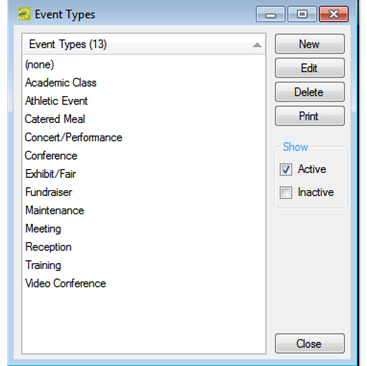 Event Types
Event Types (13)
(none)
Academic Class
Athletic Event
Catered Meal
Concert/Performance
Conference
Exhibit/Fair
Fundraiser
Maintenance
Meeting
Reception
Training
Video Conference
New
Edit
Delete
Print
Show
Active
Inactive
Close